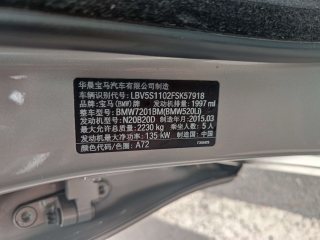 华晨宝马汽车有限公司制造
车辆识别代号: LBV5S1102FSK57918
品牌: 宝马(BMW) 发动机排量: 1997 ml
整车型号: BMW7201BM(BMW520Li)
发动机型号: N20B20D 制造年月: 2015.03
最大允许总质量: 2230 kg 乘坐人数: 5 人
发动机最大净功率: 135 kW 制造国: 中国
颜色代码/色圈: A72